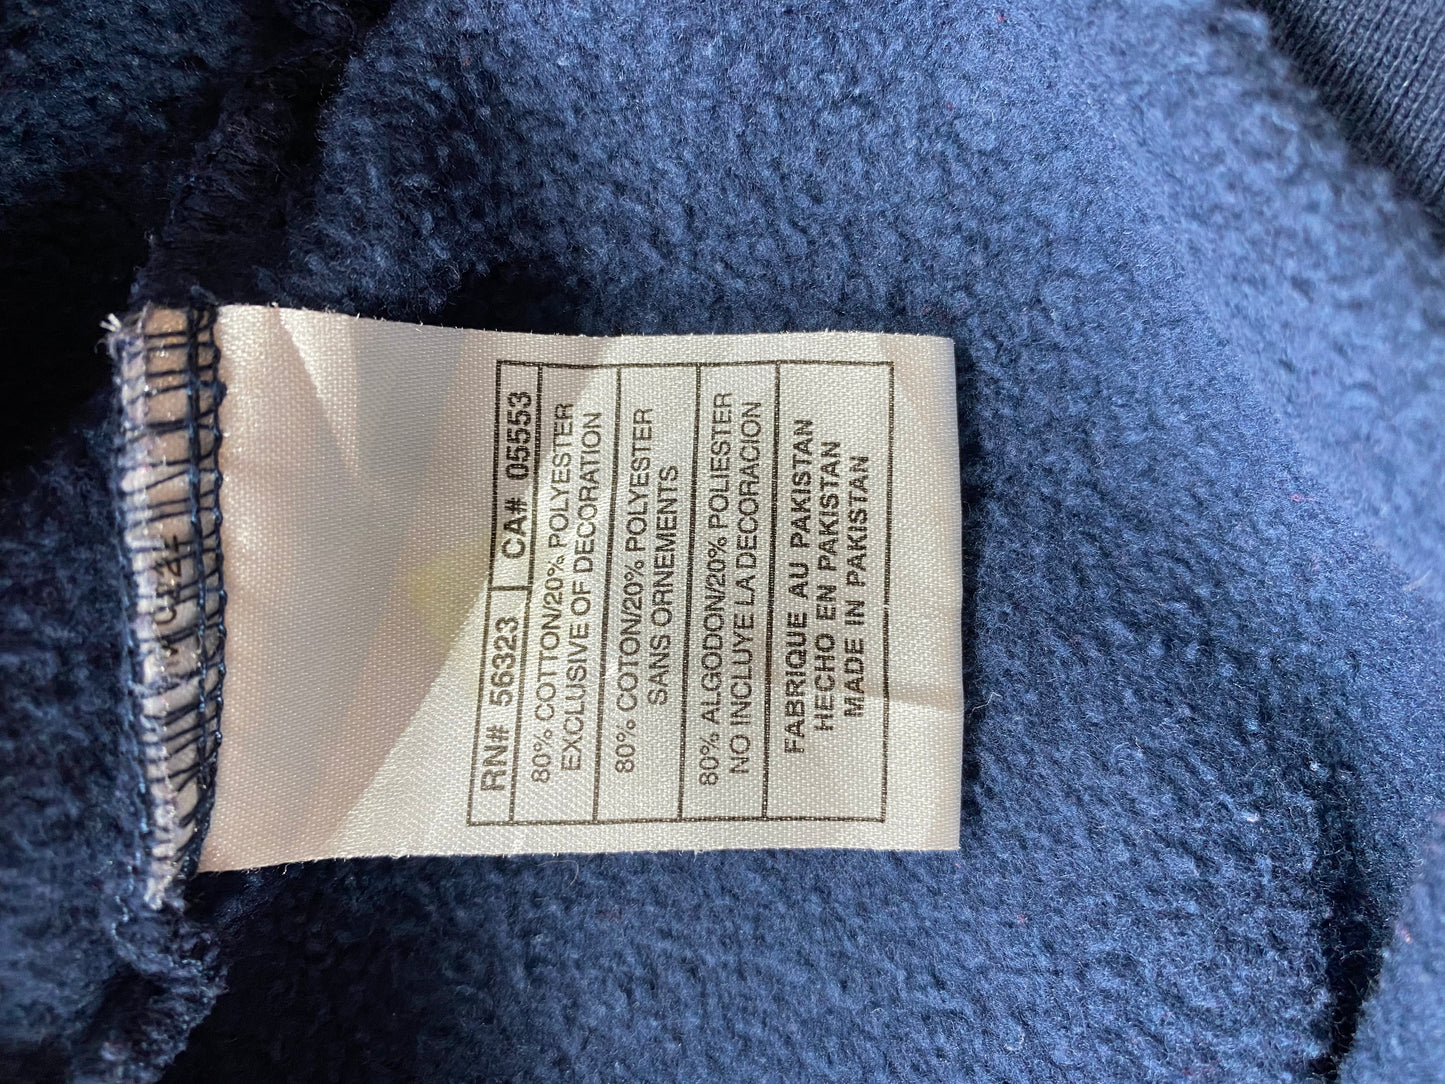 RN# 56323 CA# 05553
80% COTTON/20% POLYESTER
EXCLUSIVE OF DECORATION
80% COTON/20% POLYESTER
SANS ORNEMENTS
80% ALGODON/20% POLIESTER
NO INCLUYE LA DECORACION
FABRIQUE AU PAKISTAN
HECHO EN PAKISTAN
MADE IN PAKISTAN